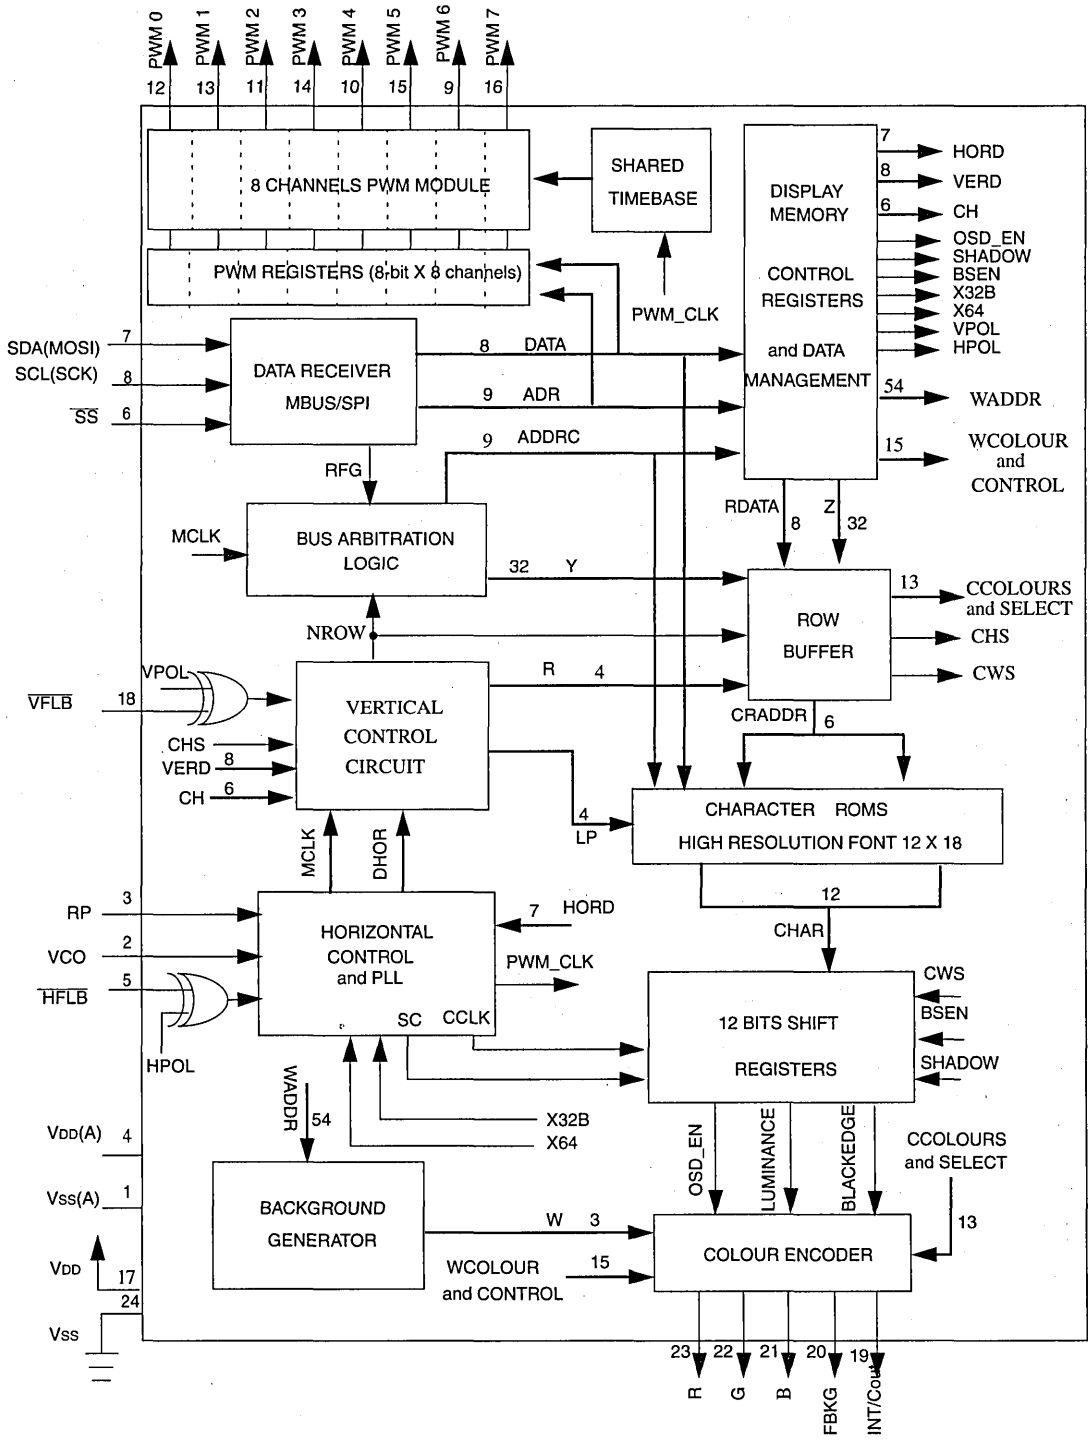 PWM 0
PWM 1
PWM 2
PWM 3
PWM 4
PWM 5
PWM 6
PWM 7
12
13
11
14
10
15
9
16
8 CHANNELS PWM MODULE
SHARED
TIMEBASE
PWM REGISTERS (8-bit X 8 channels)
PWM_CLK
DISPLAY
MEMORY
CONTROL
REGISTERS
and DATA
MANAGEMENT
7
HORD
8
VERD
6
CH
OSD_EN
SHADOW
BSEN
X32B
X64
VPOL
HPOL
54
WADDR
15
WCOLOUR
and
CONTROL
SDA(MOSI)
7
SCL(SCK)
8
SS
6
DATA RECEIVER
MBUS/SPI
8 DATA
9 ADR
9 ADDRC
RFG
RDATA
8
Z
32
MCLK
BUS ARBITRATION
LOGIC
32 Y
NROW
ROW
BUFFER
13
CCOLOURS
and SELECT
CHS
CWS
VPOL
VFLB
18
VERTICAL
CONTROL
CIRCUIT
R 4
CRADDR
6
CHS
VERD 8
CH 6
4
LP
CHARACTER ROMS
HIGH RESOLUTION FONT 12 X 18
MCLK
DHOR
12
CHAR
RP
3
VCO
2
HFLB
5
HPOL
HORIZONTAL
CONTROL
and PLL
SC
CCLK
7 HORD
PWM_CLK
12 BITS SHIFT
REGISTERS
CWS
BSEN
SHADOW
WADDR
54
X32B
X64
VDD(A)
4
VSS(A)
1
VDD
17
24
VSS
BACKGROUND
GENERATOR
OSD_EN
LUMINANCE
BLACKEDGE
CCOLOURS
and SELECT
13
W 3
WCOLOUR
and CONTROL
15
COLOUR ENCODER
23
22
21
20
19
R
G
B
FBKG
INT/Cout